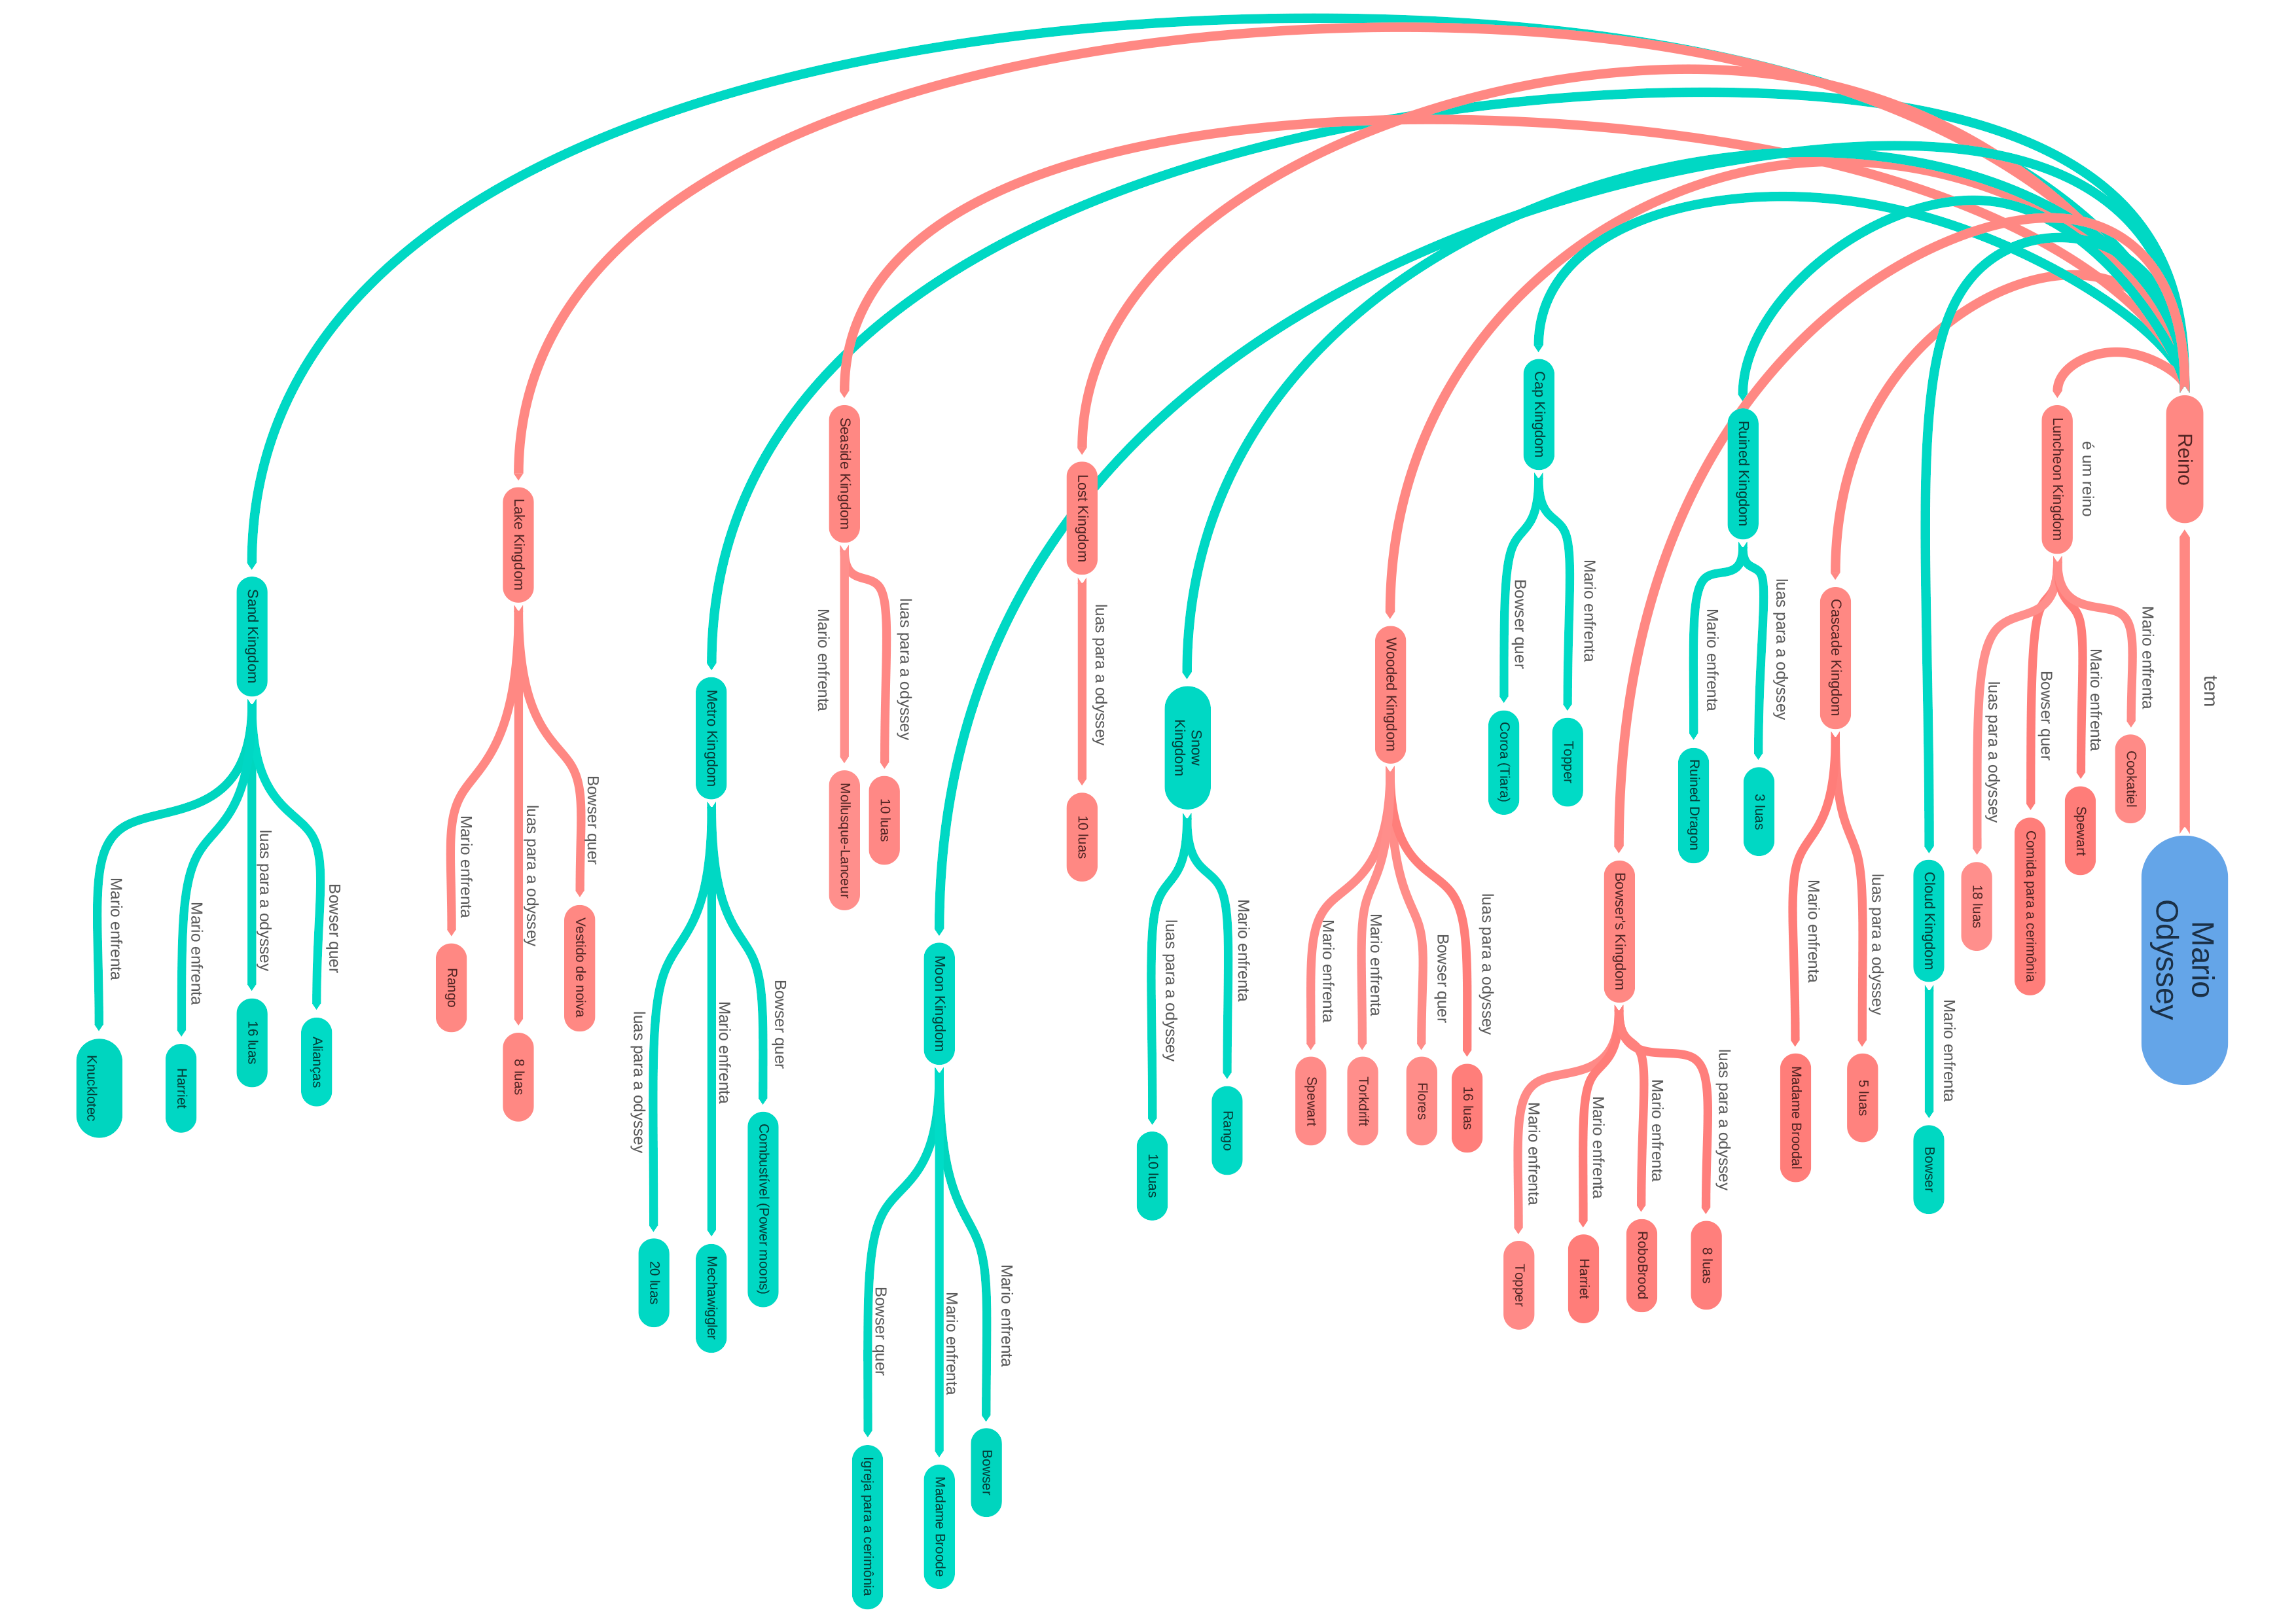 Mario
Odyssey
tem
Reino
é um reino
Luncheon Kingdom
Mario enfrenta
Cookatiel
Mario enfrenta
Spewart
Bowser quer
Comida para a cerimônia
luas para a odyssey
18 luas
Cloud Kingdom
Mario enfrenta
Bowser
Cascade Kingdom
luas para a odyssey
5 luas
Mario enfrenta
Madame Broodal
Ruined Kingdom
luas para a odyssey
3 luas
Mario enfrenta
Ruined Dragon
Bowser's Kingdom
luas para a odyssey
8 luas
Mario enfrenta
RoboBrood
Mario enfrenta
Harriet
Mario enfrenta
Topper
Cap Kingdom
Mario enfrenta
Topper
Bowser quer
Coroa (Tiara)
Wooded Kingdom
luas para a odyssey
16 luas
Bowser quer
Flores
Mario enfrenta
Torkdrift
Mario enfrenta
Spewart
Snow
Kingdom
Mario enfrenta
Rango
luas para a odyssey
10 luas
Lost Kingdom
luas para a odyssey
10 luas
Moon Kingdom
Mario enfrenta
Bowser
Mario enfrenta
Madame Broode
Bowser quer
Igreja para a cerimônia
Seaside Kingdom
luas para a odyssey
10 luas
Mario enfrenta
Mollusque-Lanceur
Metro Kingdom
Bowser quer
Combustível (Power moons)
Mario enfrenta
Mechawiggler
luas para a odyssey
20 luas
Lake Kingdom
Bowser quer
Vestido de noiva
luas para a odyssey
8 luas
Mario enfrenta
Rango
Sand Kingdom
Bowser quer
Alianças
luas para a odyssey
16 luas
Mario enfrenta
Harriet
Mario enfrenta
Knucklotec